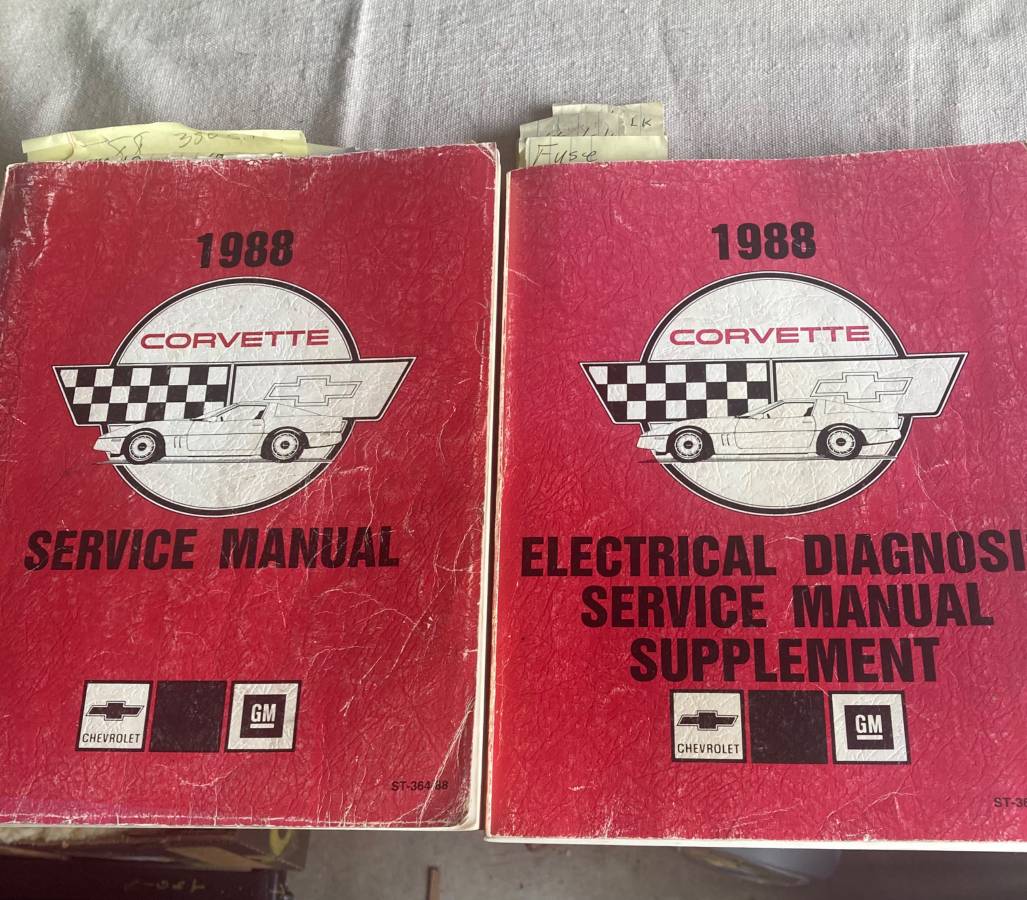 1988
CORVETTE
SERVICE MANUAL
CHEVROLET
GM
ST-364-88
LK
Fuse
1988
CORVETTE
ELECTRICAL DIAGNOSI
SERVICE MANUAL
SUPPLEMENT
CHEVROLET
GM